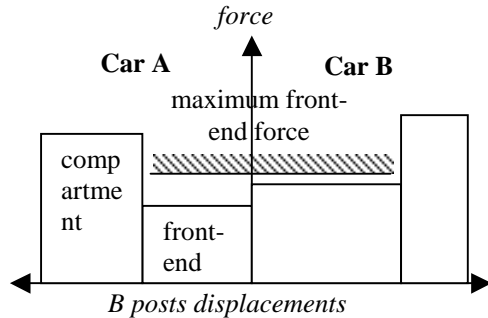 force
Car A
Car B
maximum front-
end force
comp
artme
nt
front-
end
B posts displacements